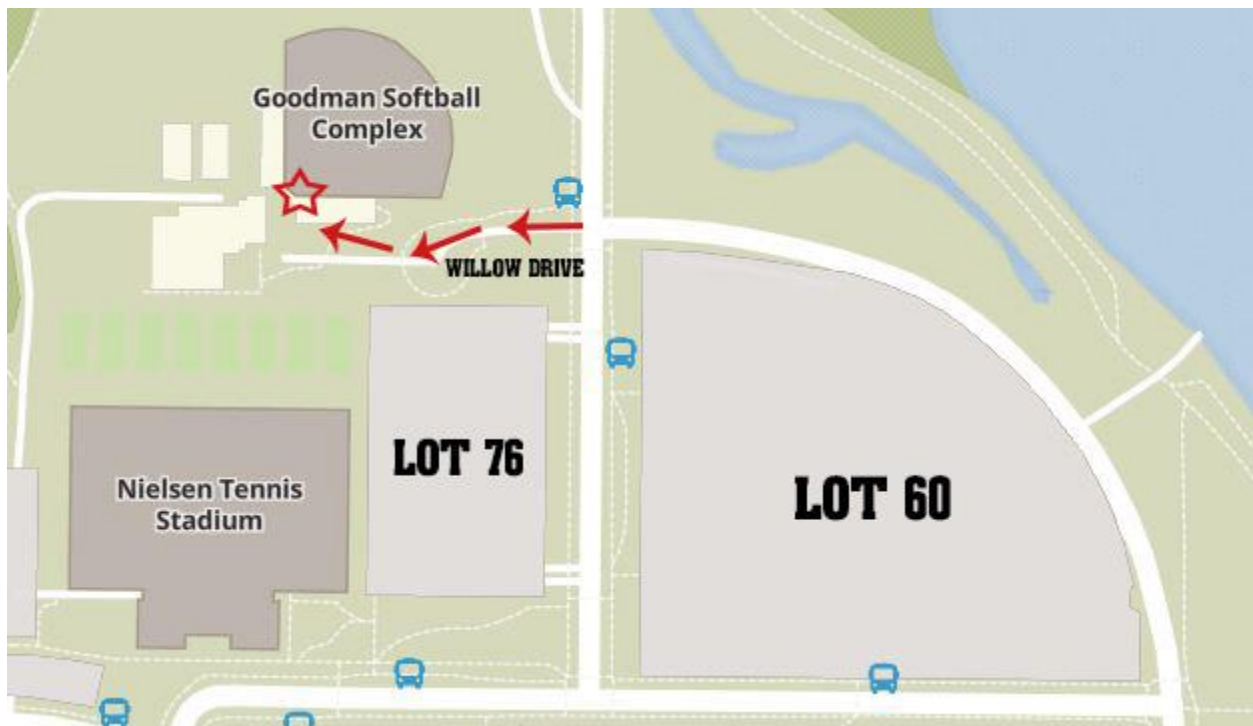 Goodman Softball
Complex
WILLOW DRIVE
LOT 76
LOT 60
Nielsen Tennis
Stadium